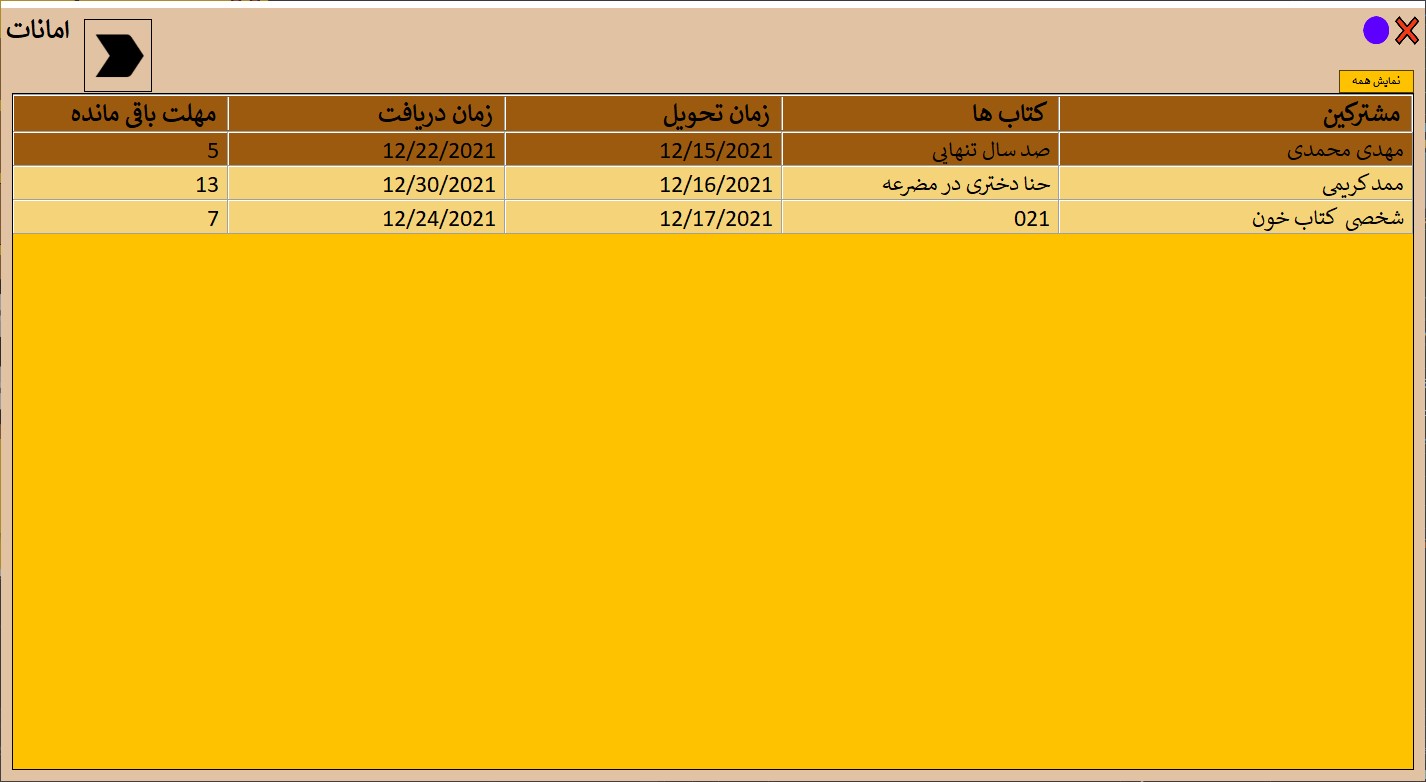 امانات
نمایش همه
مشترکین کتاب ها زمان تحویل زمان دریافت مهلت باقی مانده
مهدی محمدی صد سال تنهایی 12/15/2021 12/22/2021 5
ممد کریمی حنا دختری در مضرعه 12/16/2021 12/30/2021 13
شخصی کتاب خون 021 12/17/2021 12/24/2021 7